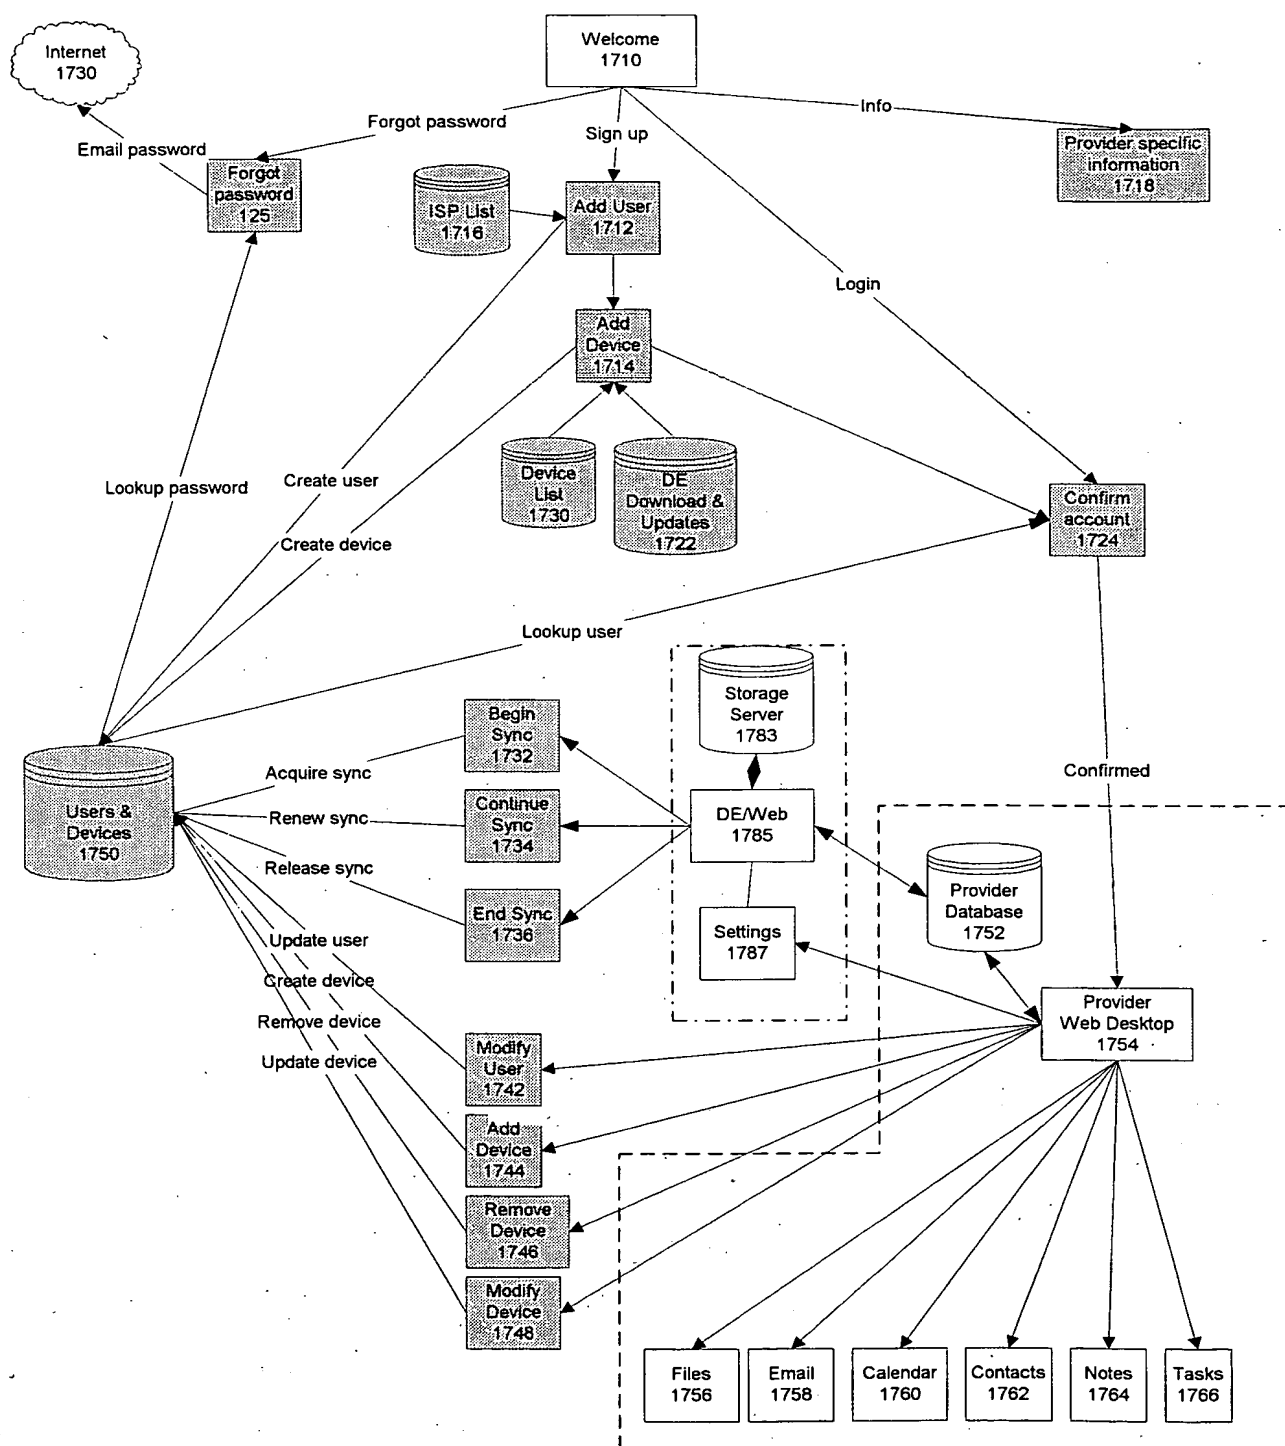 Internet
1730
Welcome
1710
Info
Forgot password
Sign up
Email password
Provider specific
information
1718
Forgot
password
125
ISP List
1716
Add User
1712
Login
Add
Device
1714
Device
List
1730
DE
Download &
Updates
1722
Lookup password
Create user
Create device
Confirm
account
1724
Lookup user
Storage
Server
1783
Begin
Sync
1732
Acquire sync
Confirmed
Users &
Devices
1750
Renew sync
Continue
Sync
1734
DE/Web
1785
Release sync
Provider
Database
1752
End Sync
1736
Settings
1787
Update user
Create device
Remove device
Update device
Provider
Web Desktop
1754
Modify
User
1742
Add
Device
1744
Remove
Device
1746
Modify
Device
1748
Files
1756
Email
1758
Calendar
1760
Contacts
1762
Notes
1764
Tasks
1766